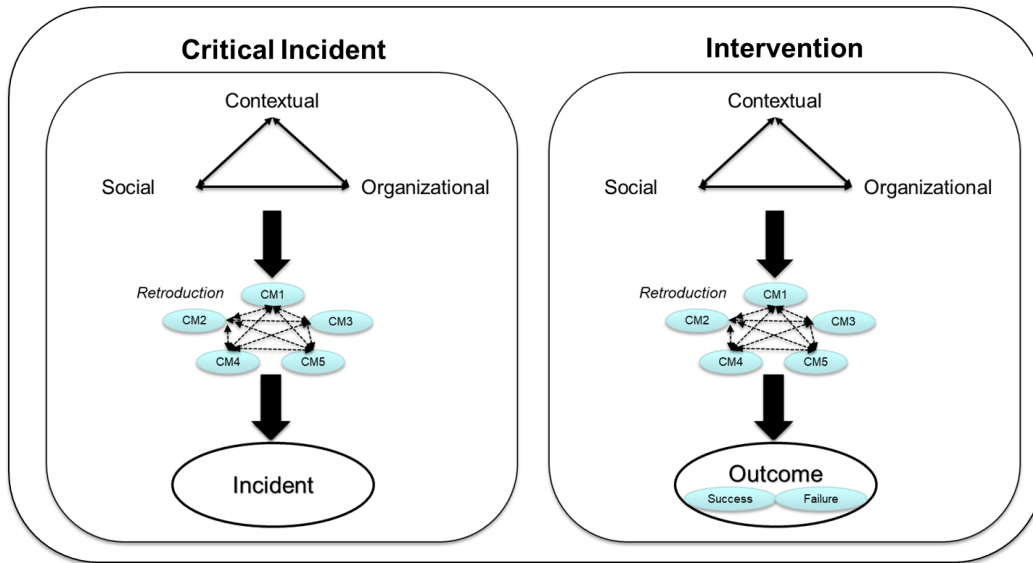 Critical Incident
Contextual
Social
Organizational
Retroduction
CM1
CM2
CM3
CM4
CM5
Incident
Intervention
Contextual
Social
Organizational
Retroduction
CM1
CM2
CM3
CM4
CM5
Outcome
Success
Failure